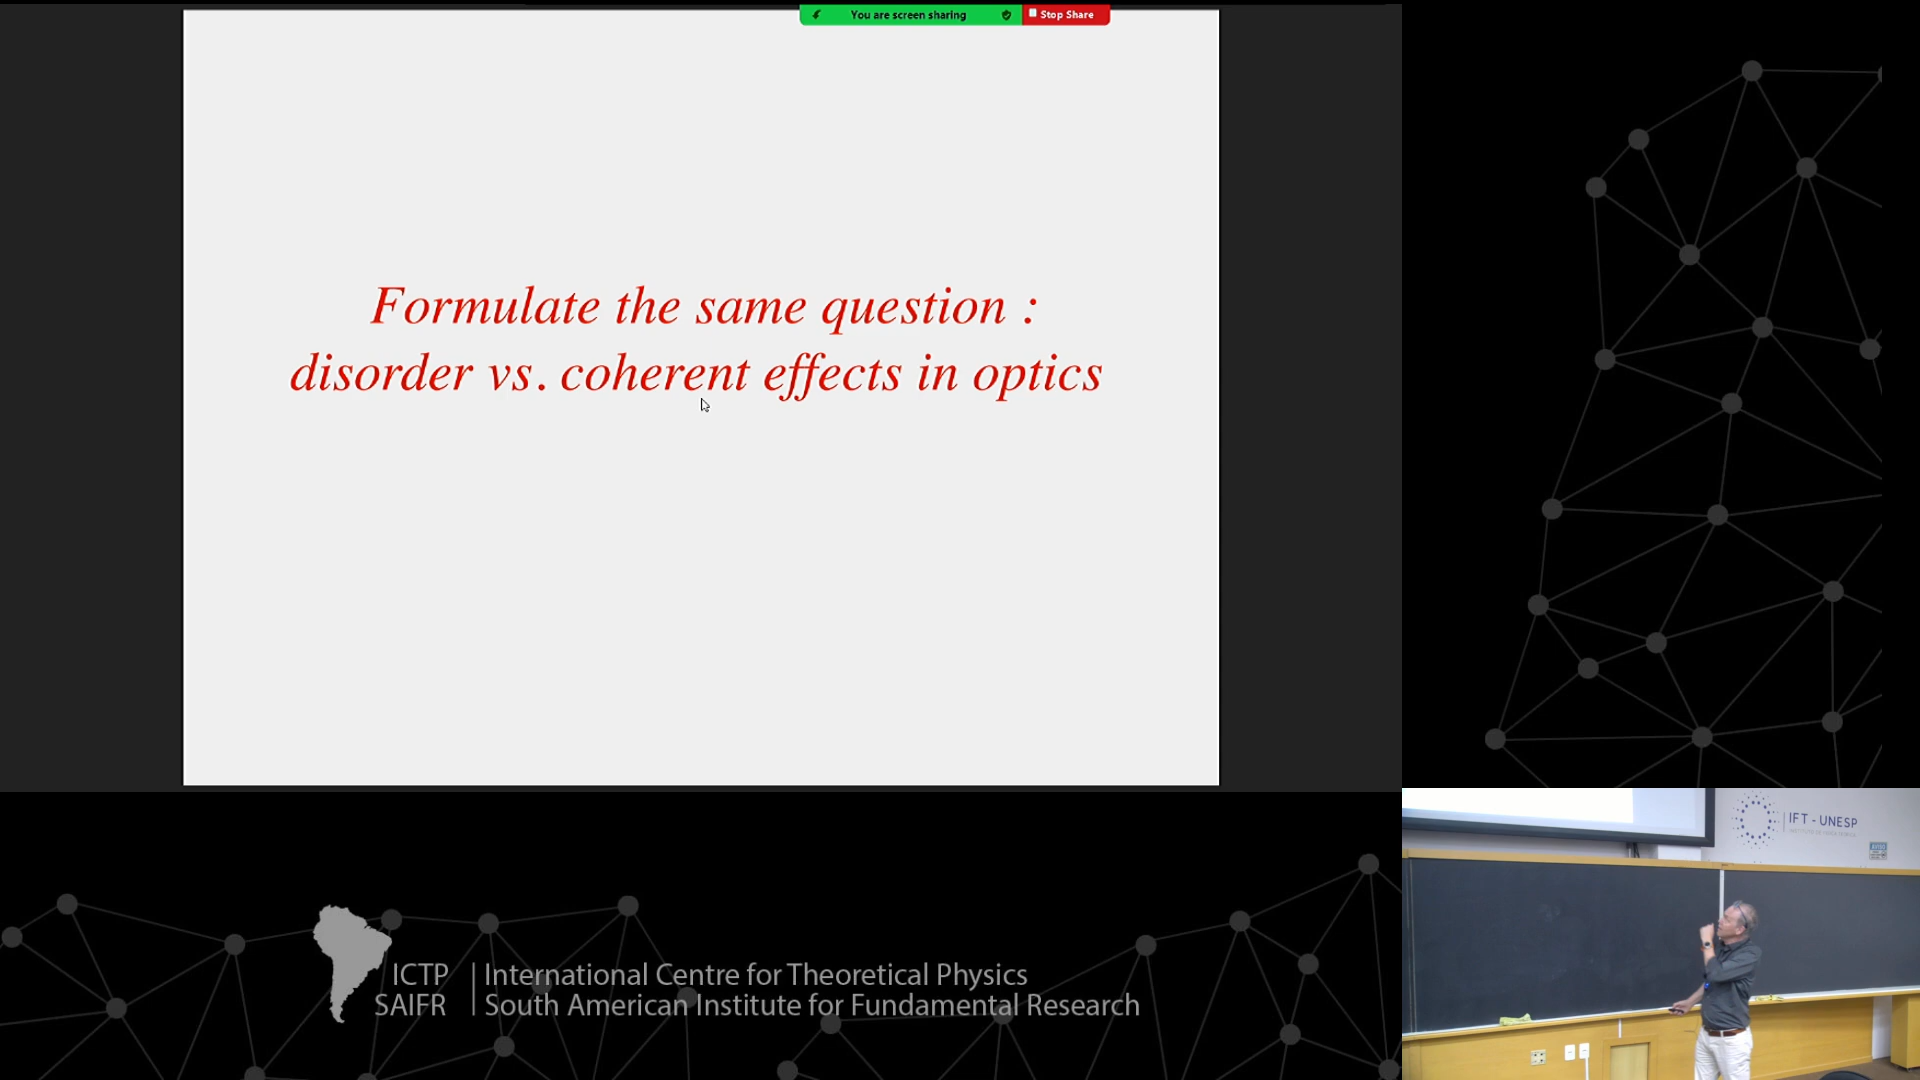 You are screen sharing
Stop Share
Formulate the same question :
disorder vs. coherent effects in optics
IFT - UNESP
ICTP
SAIFR
International Centre for Theoretical Physics
South American Institute for Fundamental Research